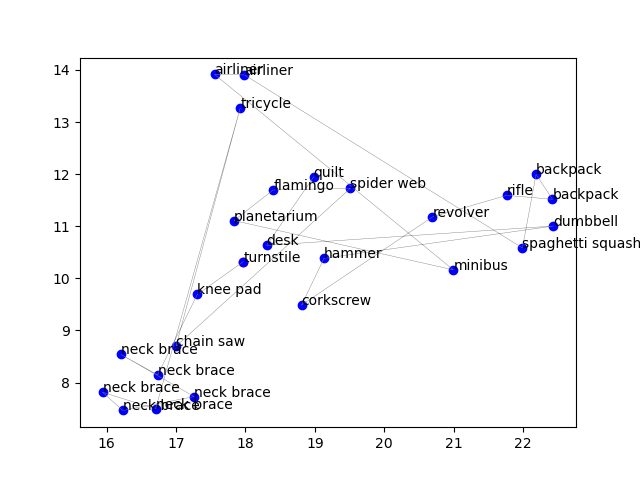 airliner
airliner
14
tricycle
13
backpack
12
quilt
flamingo
spider web
rifle
backpack
planetarium
revolver
dumbbell
11
desk
spaghetti squash
turnstile
hammer
minibus
10
knee pad
corkscrew
9
chain saw
neck brace
neck brace
8
neck brace
neck brace
neck brace
neck brace
16 17 18 19 20 21 22